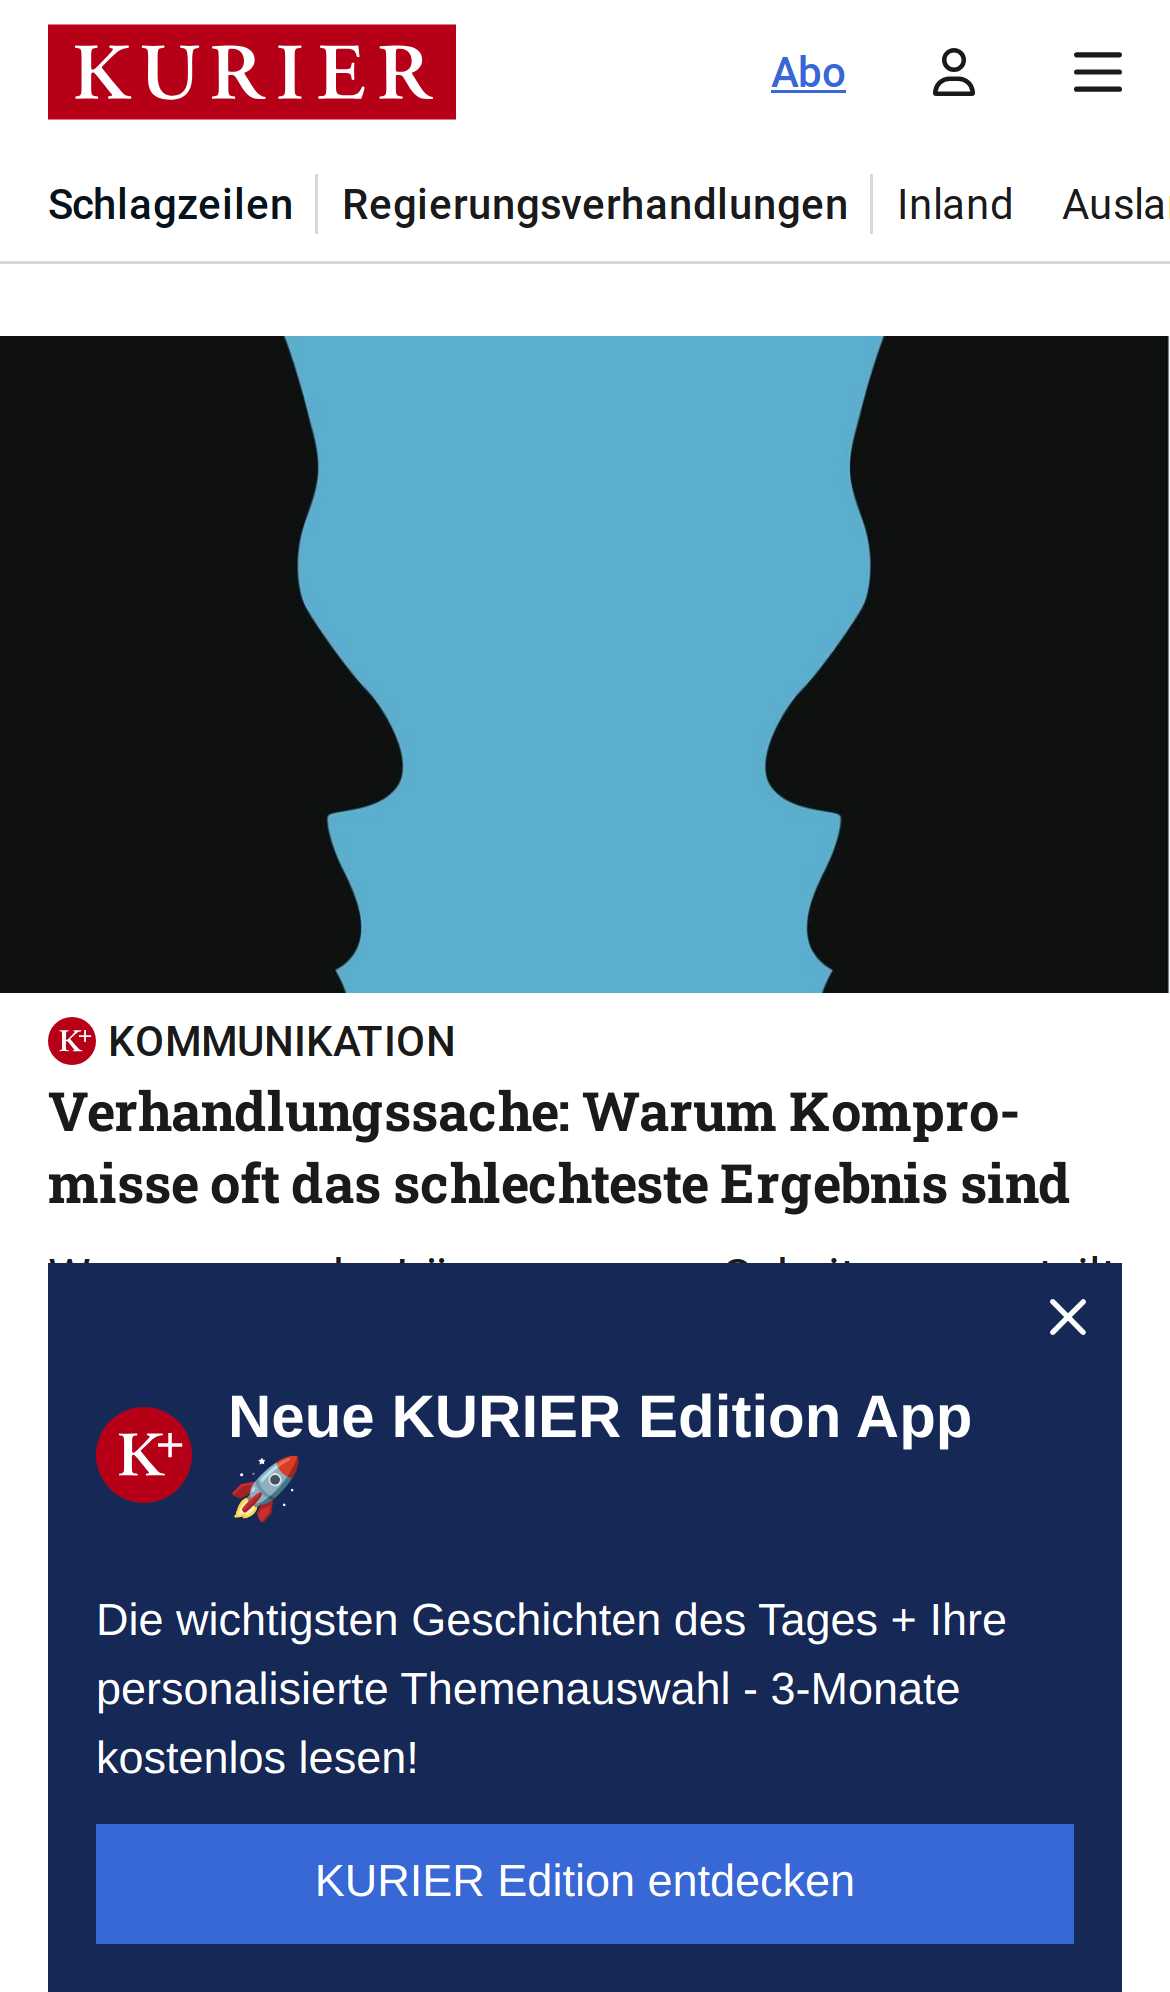 KURIER
Abo
Schlagzeilen
Regierungsverhandlungen
Inland
K+ KOMMUNIKATION
Verhandlungssache: Warum Kompro-
misse oft das schlechteste Ergebnis sind
K+
Neue KURIER Edition App
🚀
Die wichtigsten Geschichten des Tages + Ihre
personalisierte Themenauswahl - 3-Monate
kostenlos lesen!
KURIER Edition entdecken